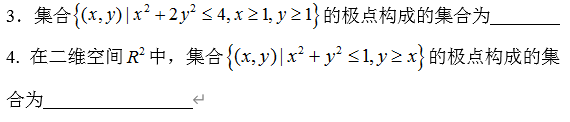 3．集合{(x, y) | x² + 2y² ≤ 4, x ≥ 1, y ≥ 1}的极点构成的集合为________
4. 在二维空间 R² 中，集合{(x, y) | x² + y² ≤ 1, y ≥ x}的极点构成的集
合为________________↵